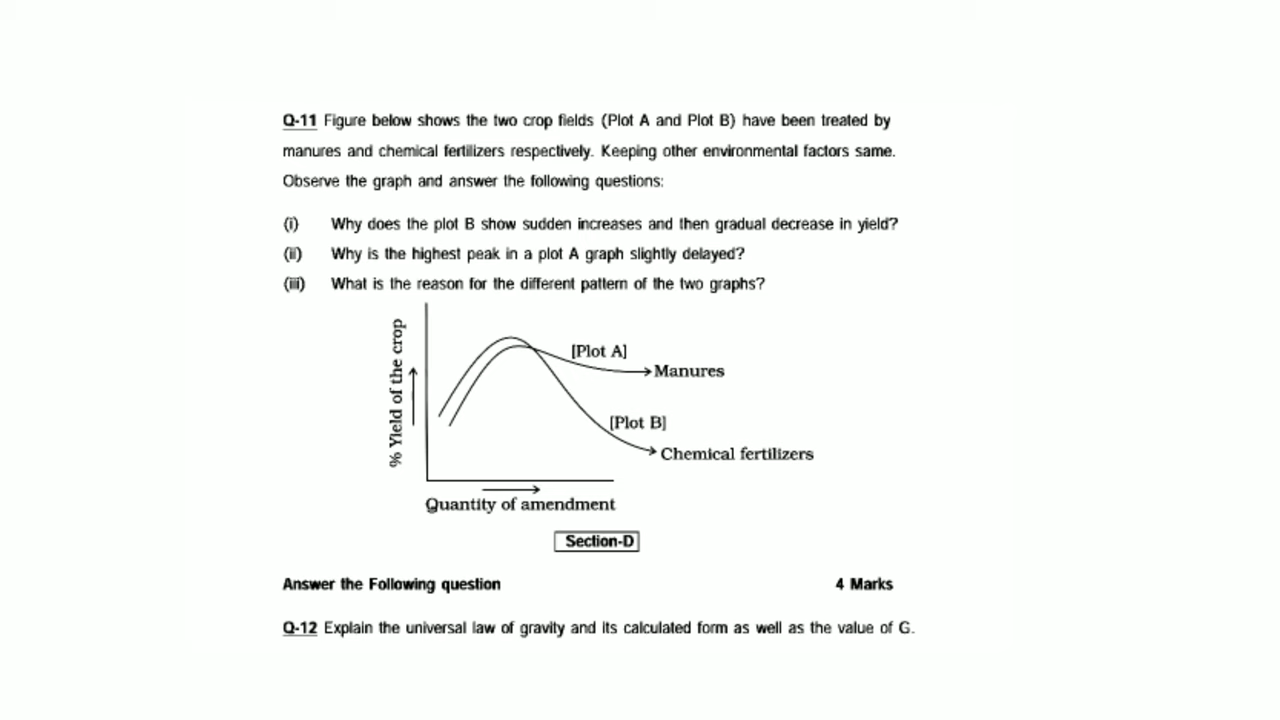 Q-11 Figure below shows the two crop fields (Plot A and Plot B) have been treated by
manures and chemical fertilizers respectively. Keeping other environmental factors same.
Observe the graph and answer the following questions:
(i) Why does the plot B show sudden increases and then gradual decrease in yield?
(ii) Why is the highest peak in a plot A graph slightly delayed?
(iii) What is the reason for the different pattern of the two graphs?
% Yield of the crop
[Plot A]
Manures
[Plot B]
Chemical fertilizers
Quantity of amendment
Section-D
Answer the Following question 4 Marks
Q-12 Explain the universal law of gravity and its calculated form as well as the value of G.